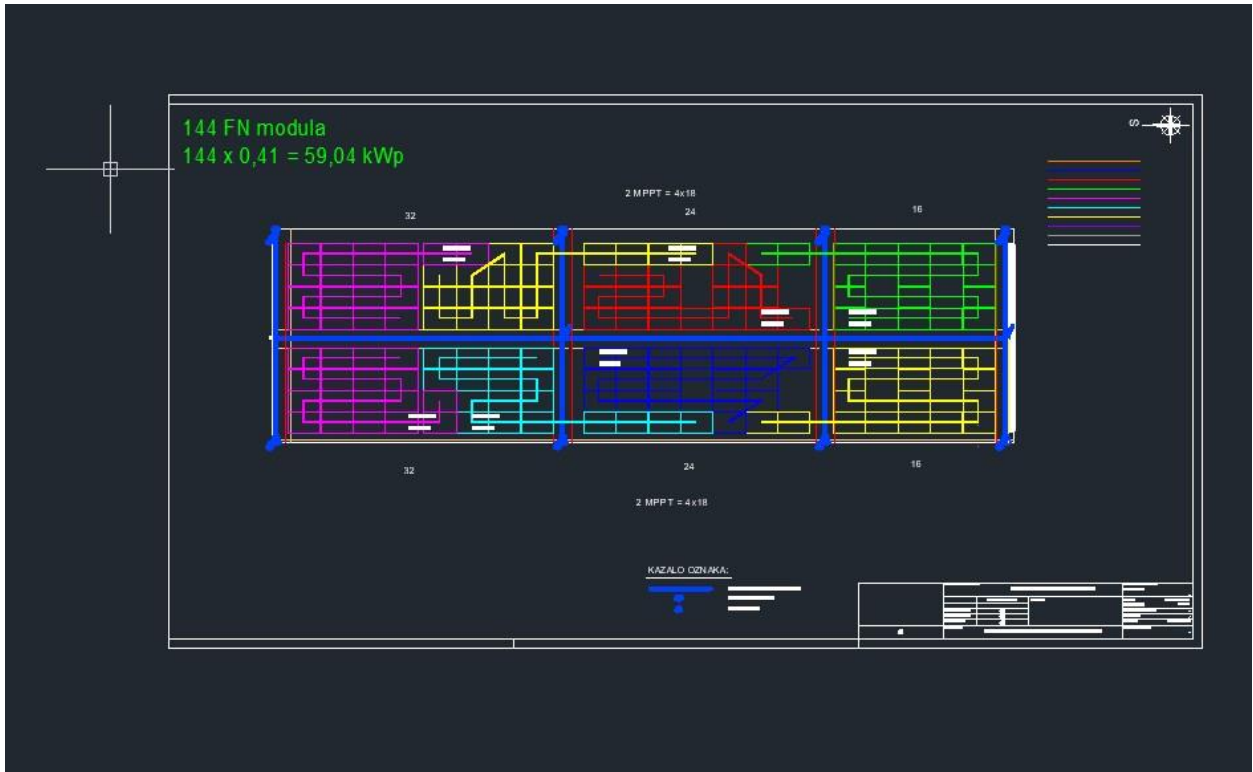 144 FN modula
144 x 0,41 = 59,04 kWp
S
2 MPPT = 4x18
32
24
16
32
24
16
2 MPPT = 4x18
KAZALO OZNAKA: